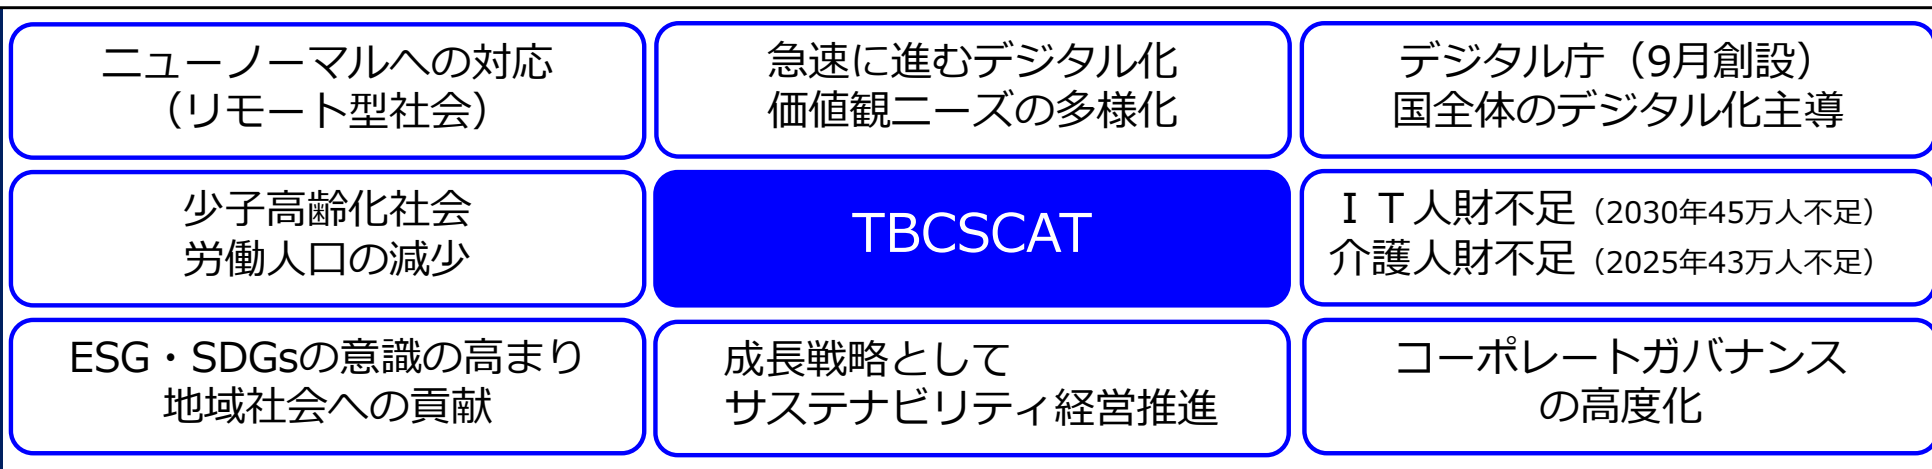 ニューノーマルへの対応
(リモート型社会)
急速に進むデジタル化
価値観ニーズの多様化
デジタル庁（9月創設）
国全体のデジタル化主導
少子高齢化社会
労働人口の減少
TBCSCAT
ＩＴ人財不足（2030年45万人不足）
介護人財不足（2025年43万人不足）
ESG・SDGsの意識の高まり
地域社会への貢献
成長戦略として
サステナビリティ経営推進
コーポレートガバナンス
の高度化